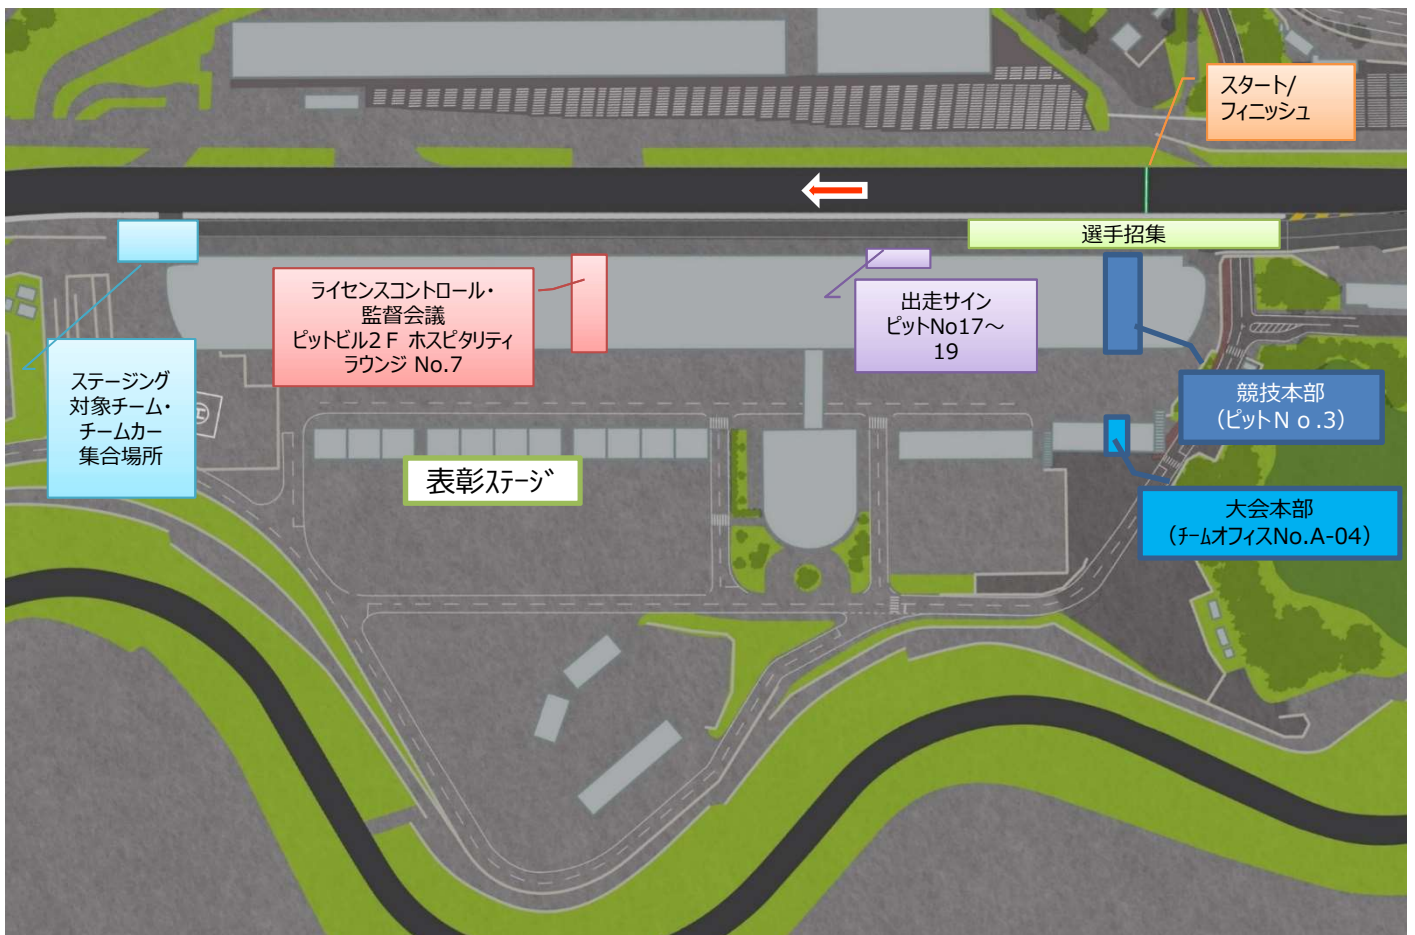 スタート/
フィニッシュ
選手招集
ライセンスコントロール・
監督会議
ピットビル2Ｆ ホスピタリティ
ラウンジ No.7
出走サイン
ピットNo17～
19
ステージング
対象チーム・
チームカー
集合場所
競技本部
（ピットＮｏ.3）
表彰ｽﾃｰｼﾞ
大会本部
（ﾁｰﾑオフィスNo.A-04）